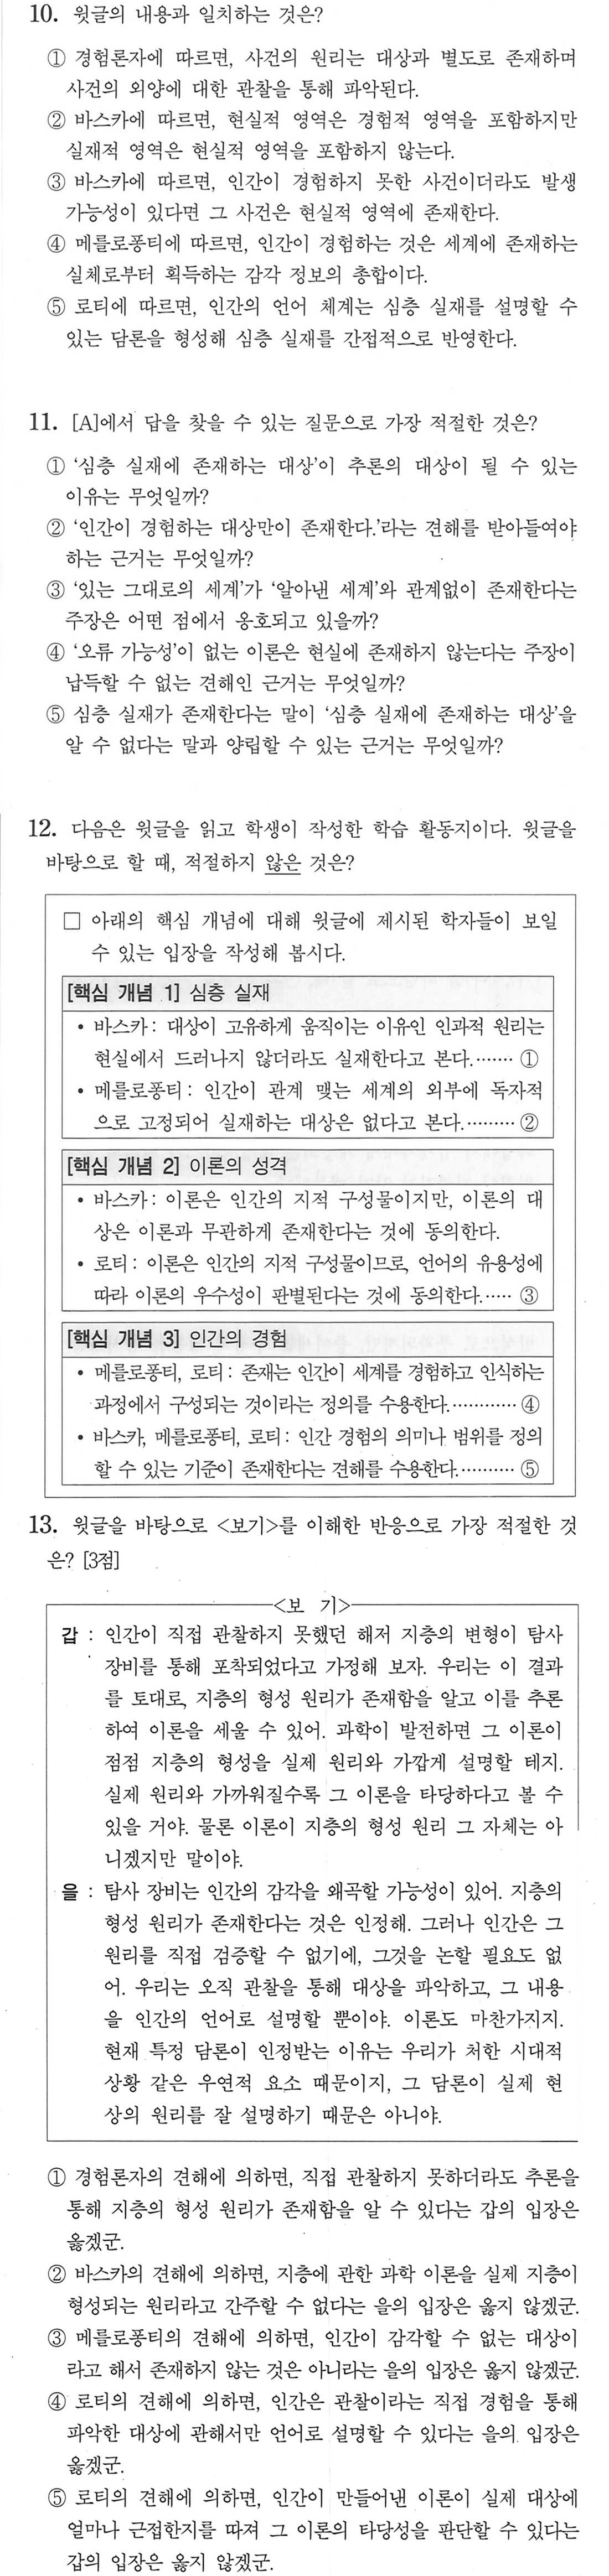 10. 윗글의 내용과 일치하는 것은?
① 경험론자에 따르면, 사건의 원리는 대상과 별도로 존재하며
사건의 외양에 대한 관찰을 통해 파악된다.
② 바스카에 따르면, 현실적 영역은 경험적 영역을 포함하지만
실재적 영역은 현실적 영역을 포함하지 않는다.
③ 바스카에 따르면, 인간이 경험하지 못한 사건이더라도 발생
가능성이 있다면 그 사건은 현실적 영역에 존재한다.
④ 메를로퐁티에 따르면, 인간이 경험하는 것은 세계에 존재하는
실체로부터 획득하는 감각 정보의 총합이다.
⑤ 로티에 따르면, 인간의 언어 체계는 심층 실재를 설명할 수
있는 담론을 형성해 심층 실재를 간접적으로 반영한다.
11. [A]에서 답을 찾을 수 있는 질문으로 가장 적절한 것은?
① ‘심층 실재에 존재하는 대상’이 추론의 대상이 될 수 있는
이유는 무엇일까?
② ‘인간이 경험하는 대상만이 존재한다.’라는 견해를 받아들여야
하는 근거는 무엇일까?
③ ‘있는 그대로의 세계’가 ‘알아낸 세계’와 관계없이 존재한다는
주장은 어떤 점에서 옹호되고 있을까?
④ ‘오류 가능성’이 없는 이론은 현실에 존재하지 않는다는 주장이
납득할 수 없는 견해인 근거는 무엇일까?
⑤ 심층 실재가 존재한다는 말이 ‘심층 실재에 존재하는 대상’을
알 수 없다는 말과 양립할 수 있는 근거는 무엇일까?
12. 다음은 윗글을 읽고 학생이 작성한 학습 활동지이다. 윗글을
바탕으로 할 때, 적절하지 않은 것은?
□ 아래의 핵심 개념에 대해 윗글에 제시된 학자들이 보일
수 있는 입장을 작성해 봅시다.
[핵심 개념 1] 심층 실재
• 바스카: 대상이 고유하게 움직이는 이유인 인과적 원리는
현실에서 드러나지 않더라도 실재한다고 본다.······· ①
• 메를로퐁티: 인간이 관계 맺는 세계의 외부에 독자적
으로 고정되어 실재하는 대상은 없다고 본다.········· ②
[핵심 개념 2] 이론의 성격
• 바스카: 이론은 인간의 지적 구성물이지만, 이론의 대
상은 이론과 무관하게 존재한다는 것에 동의한다.
• 로티: 이론은 인간의 지적 구성물이므로, 언어의 유용성에
따라 이론의 우수성이 판별된다는 것에 동의한다.····· ③
[핵심 개념 3] 인간의 경험
• 메를로퐁티, 로티: 존재는 인간이 세계를 경험하고 인식하는
과정에서 구성되는 것이라는 정의를 수용한다.············ ④
• 바스카, 메를로퐁티, 로티: 인간 경험의 의미나 범위를 정의
할 수 있는 기준이 존재한다는 견해를 수용한다.·········· ⑤
13. 윗글을 바탕으로 <보기>를 이해한 반응으로 가장 적절한 것
은? [3점]
<보 기>
갑 : 인간이 직접 관찰하지 못했던 해저 지층의 변형이 탐사
장비를 통해 포착되었다고 가정해 보자. 우리는 이 결과
를 토대로, 지층의 형성 원리가 존재함을 알고 이를 추론
하여 이론을 세울 수 있어. 과학이 발전하면 그 이론이
점점 지층의 형성을 실제 원리와 가깝게 설명할 테지.
실제 원리와 가까워질수록 그 이론을 타당하다고 볼 수
있을 거야. 물론 이론이 지층의 형성 원리 그 자체는 아
니겠지만 말이야.
을 : 탐사 장비는 인간의 감각을 왜곡할 가능성이 있어. 지층의
형성 원리가 존재한다는 것은 인정해. 그러나 인간은 그
원리를 직접 검증할 수 없기에, 그것을 논할 필요도 없
어. 우리는 오직 관찰을 통해 대상을 파악하고, 그 내용
을 인간의 언어로 설명할 뿐이야. 이론도 마찬가지지.
현재 특정 담론이 인정받는 이유는 우리가 처한 시대적
상황 같은 우연적 요소 때문이지, 그 담론이 실제 현
상의 원리를 잘 설명하기 때문은 아니야.
① 경험론자의 견해에 의하면, 직접 관찰하지 못하더라도 추론을
통해 지층의 형성 원리가 존재함을 알 수 있다는 갑의 입장은
옳겠군.
② 바스카의 견해에 의하면, 지층에 관한 과학 이론을 실제 지층이
형성되는 원리라고 간주할 수 없다는 을의 입장은 옳지 않겠군.
③ 메를로퐁티의 견해에 의하면, 인간이 감각할 수 없는 대상이
라고 해서 존재하지 않는 것은 아니라는 을의 입장은 옳지 않겠군.
④ 로티의 견해에 의하면, 인간은 관찰이라는 직접 경험을 통해
파악한 대상에 관해서만 언어로 설명할 수 있다는 을의 입장은
옳겠군.
⑤ 로티의 견해에 의하면, 인간이 만들어낸 이론이 실제 대상에
얼마나 근접한지를 따져 그 이론의 타당성을 판단할 수 있다는
갑의 입장은 옳지 않겠군.